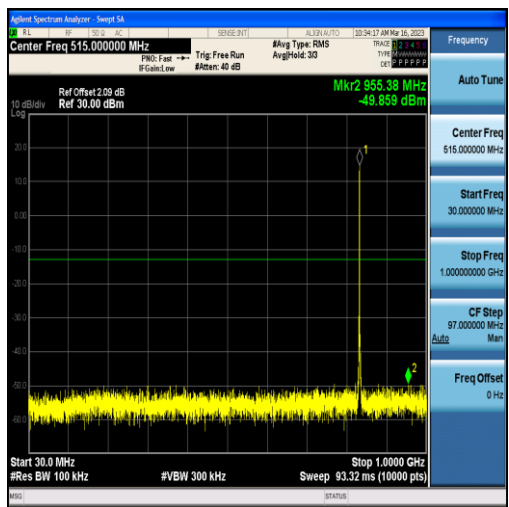 Agilent Spectrum Analyzer - Swept SA
RL RF 50 Ω AC SENSE:INT ALIGN AUTO 10:34:17 AM Mar 16, 2023
Center Freq 515.000000 MHz #Avg Type: RMS TRACE 1 2 3 4 5 6
PNO: Fast Trig: Free Run Avg|Hold: 3/3 TYPE MWWWWW
IFGain:Low #Atten: 40 dB DET P P P P P P
Mkr2 955.38 MHz
Ref Offset 2.09 dB
10 dB/div Ref 30.00 dBm -49.859 dBm
Log
20.0
10.0
0.00
-10.0
-20.0
-30.0
-40.0
-50.0
-60.0
1
2
Start 30.0 MHz Stop 1.0000 GHz
#Res BW 100 kHz #VBW 300 kHz Sweep 93.32 ms (10000 pts)
MSG STATUS
Frequency
Auto Tune
Center Freq
515.000000 MHz
Start Freq
30.000000 MHz
Stop Freq
1.000000000 GHz
CF Step
97.000000 MHz
Auto Man
Freq Offset
0 Hz